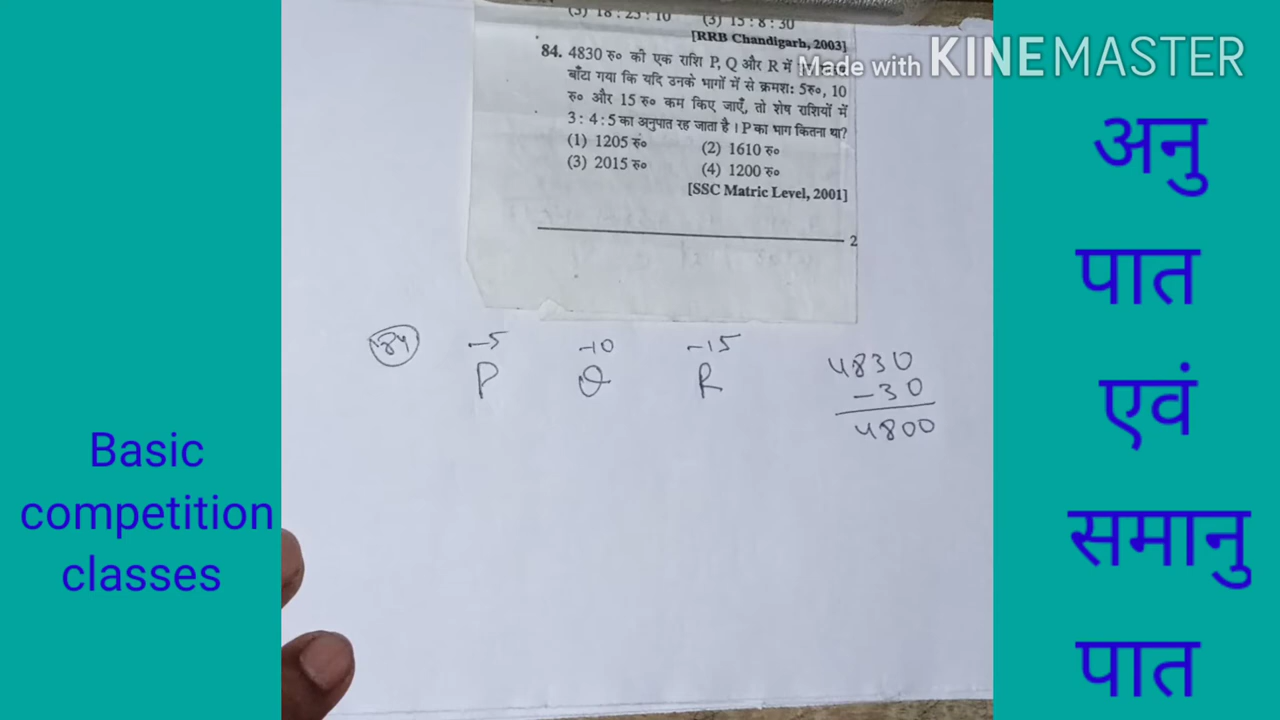 (3) 18 : 25 : 10 (3) 15 : 8 : 30
[RRB Chandigarh, 2003]
84. 4830 रु० की एक राशि P, Q और R में
बाँटा गया कि यदि उनके भागों में से क्रमश: 5रु०, 10
रु० और 15 रु० कम किए जाएँ, तो शेष राशियों में
3 : 4 : 5 का अनुपात रह जाता है। P का भाग कितना था?
(1) 1205 रु० (2) 1610 रु०
(3) 2015 रु० (4) 1200 रु०
[SSC Matric Level, 2001]
2
Made with KINEMASTER
84 -5 -10 -15
P Q R
4830
-30
4800
Basic
competition
classes
अनु
पात
एवं
समानु
पात